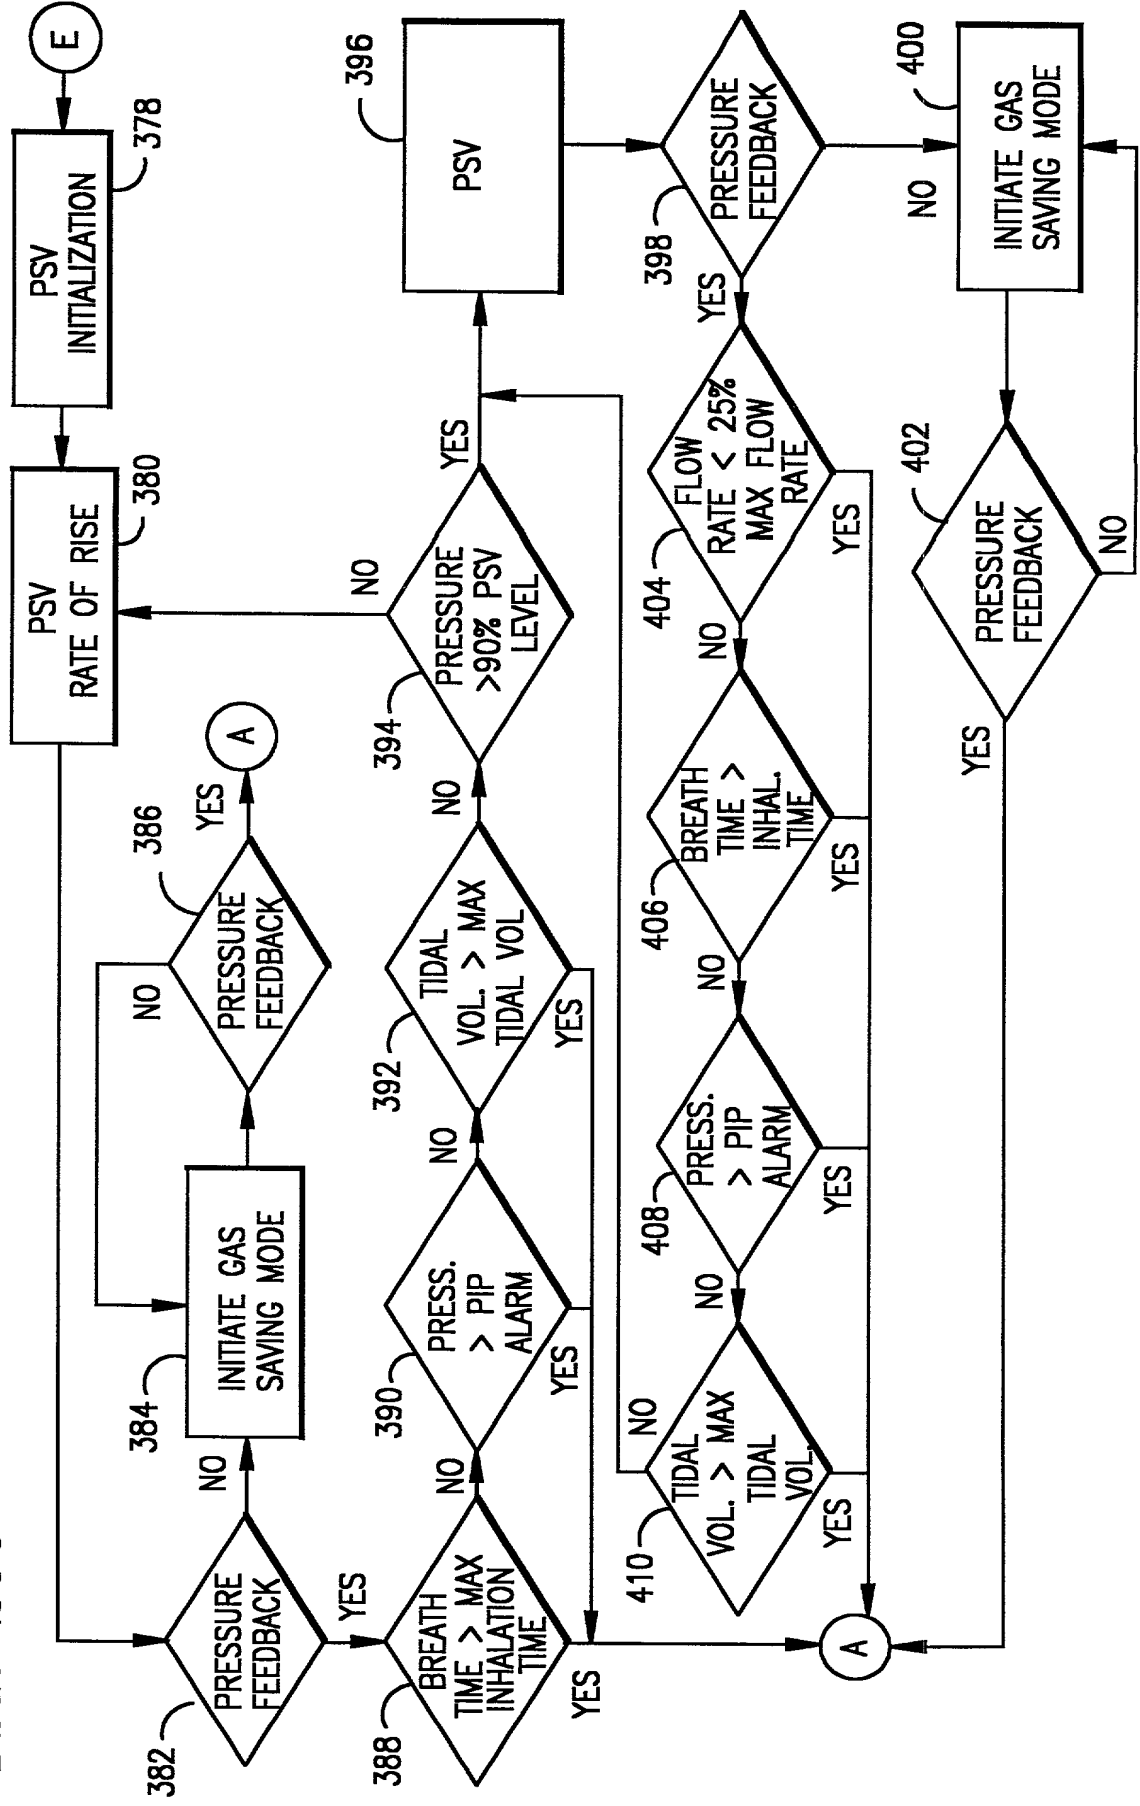 E
PSV
INITIALIZATION
378
PSV
RATE OF RISE
380
PRESSURE
FEEDBACK
382
NO
YES
INITIATE GAS
SAVING MODE
384
PRESSURE
FEEDBACK
386
NO
YES
A
BREATH
TIME > MAX
INHALATION
TIME
388
NO
YES
PRESS.
> PIP
ALARM
390
NO
YES
TIDAL
VOL. > MAX
TIDAL VOL
392
NO
YES
PRESSURE
>90% PSV
LEVEL
394
NO
YES
PSV
396
PRESSURE
FEEDBACK
398
YES
NO
INITIATE GAS
SAVING MODE
400
PRESSURE
FEEDBACK
402
NO
YES
FLOW
RATE < 25%
MAX FLOW
RATE
404
NO
YES
BREATH
TIME >
INHAL.
TIME
406
NO
YES
PRESS.
> PIP
ALARM
408
NO
YES
TIDAL
VOL. > MAX
TIDAL
VOL.
410
NO
YES
A